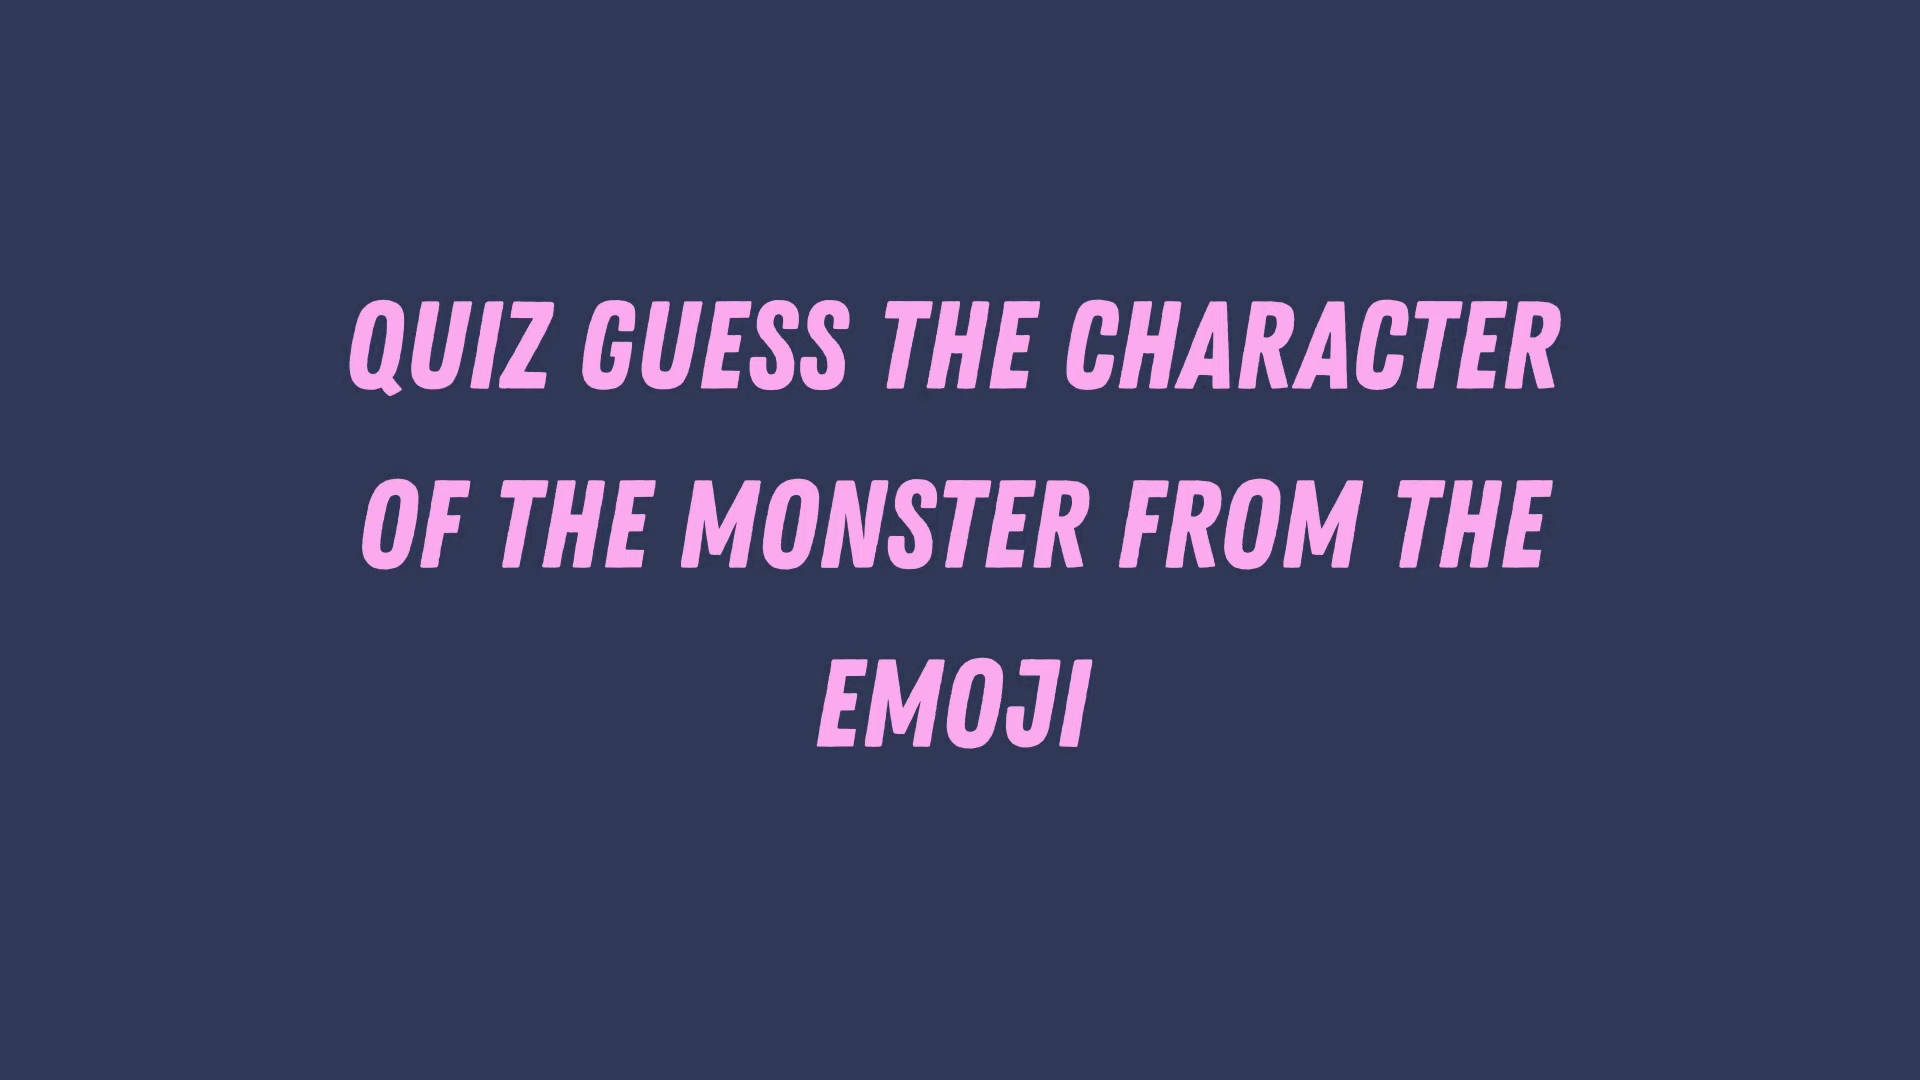 QUIZ GUESS THE CHARACTER
OF THE MONSTER FROM THE
EMOJI